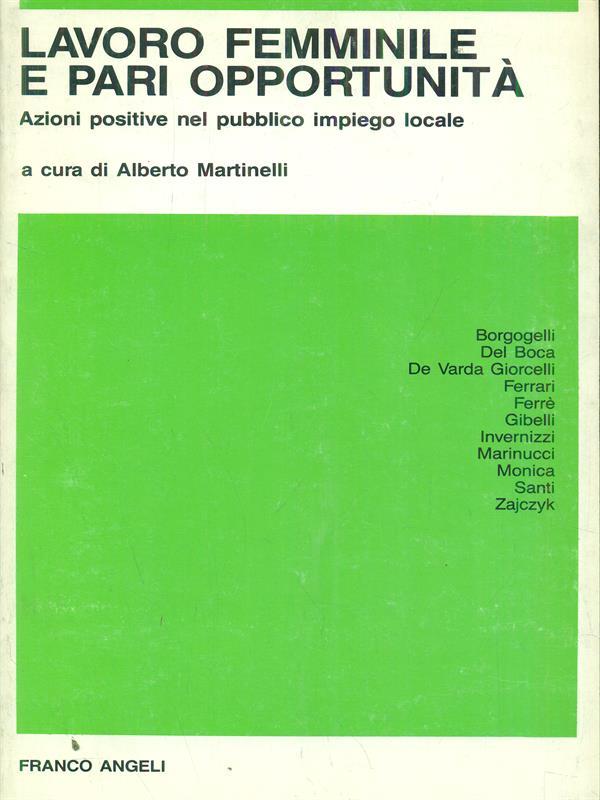 LAVORO FEMMINILE
E PARI OPPORTUNITÀ
Azioni positive nel pubblico impiego locale
a cura di Alberto Martinelli
Borgogelli
Del Boca
De Varda Giorcelli
Ferrari
Ferrè
Gibelli
Invernizzi
Marinucci
Monica
Santi
Zajczyk
FRANCO ANGELI